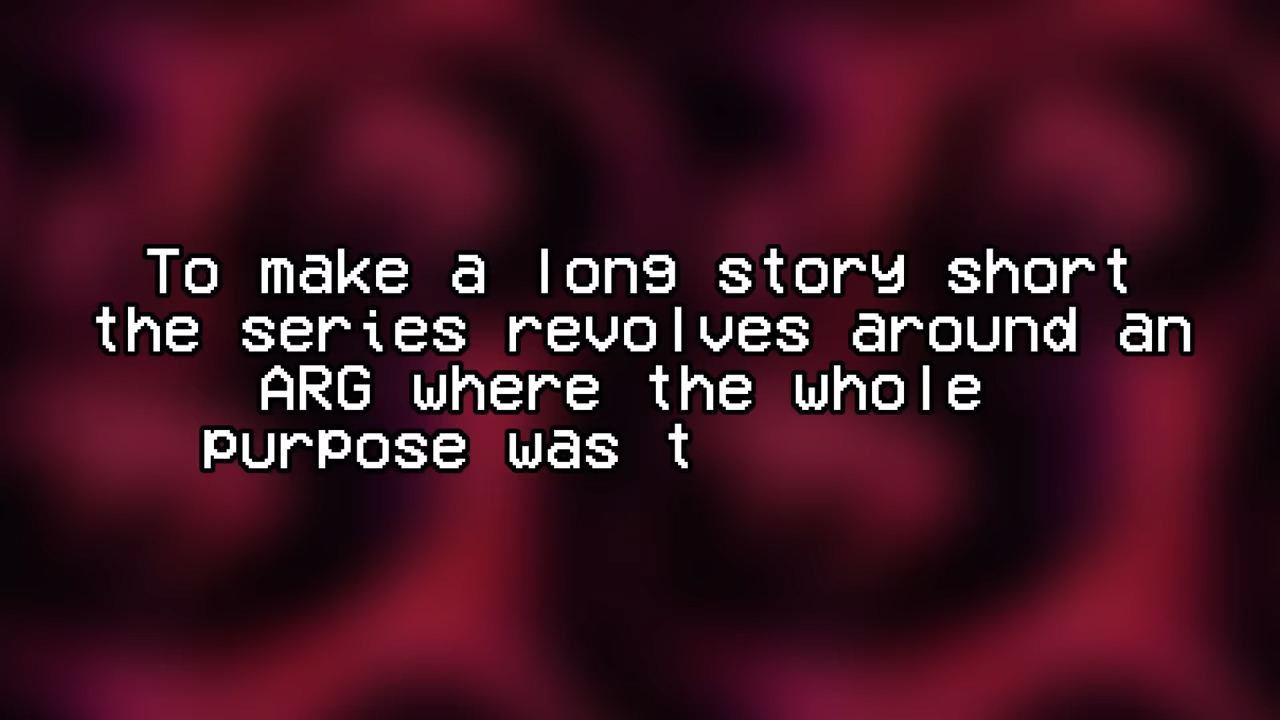 To make a long story short
the series revolves around an
ARG where the whole
purpose was t